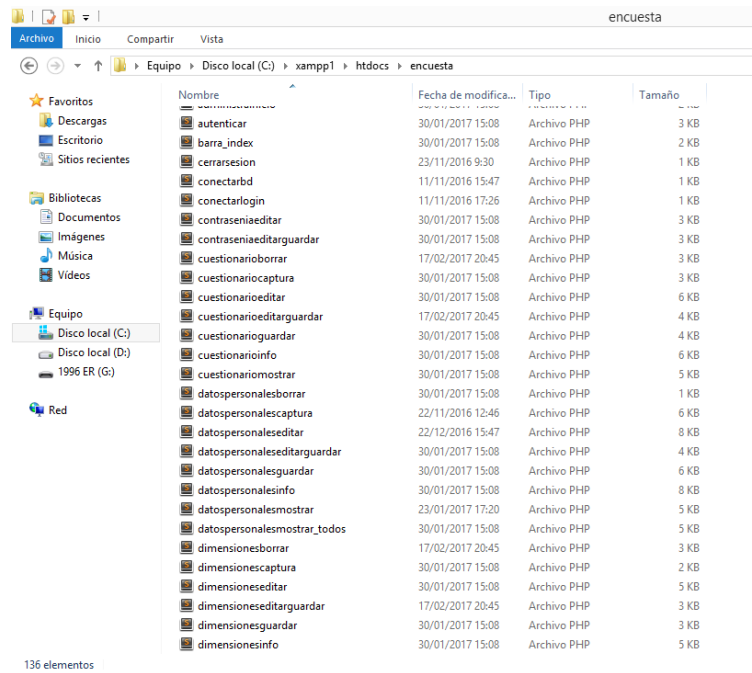 encuesta
Archivo Inicio Compartir Vista
Equipo Disco local (C:) xampp1 htdocs encuesta
Favoritos
Descargas
Escritorio
Sitios recientes
Bibliotecas
Documentos
Imágenes
Música
Vídeos
Equipo
Disco local (C:)
Disco local (D:)
1996 ER (G:)
Red
Nombre Fecha de modifica... Tipo Tamaño
autenticar 30/01/2017 15:08 Archivo PHP 3 KB
barra_index 30/01/2017 15:08 Archivo PHP 2 KB
cerrarsesion 23/11/2016 9:30 Archivo PHP 1 KB
conectarbd 11/11/2016 15:47 Archivo PHP 1 KB
conectarlogin 11/11/2016 17:26 Archivo PHP 1 KB
contraseniaeditar 30/01/2017 15:08 Archivo PHP 3 KB
contraseniaeditarguardar 30/01/2017 15:08 Archivo PHP 3 KB
cuestionarioborrar 17/02/2017 20:45 Archivo PHP 3 KB
cuestionariocaptura 30/01/2017 15:08 Archivo PHP 3 KB
cuestionarioeditar 30/01/2017 15:08 Archivo PHP 6 KB
cuestionarioeditarguardar 17/02/2017 20:45 Archivo PHP 4 KB
cuestionarioguardar 30/01/2017 15:08 Archivo PHP 4 KB
cuestionarioinfo 30/01/2017 15:08 Archivo PHP 6 KB
cuestionariomostrar 30/01/2017 15:08 Archivo PHP 5 KB
datospersonalesborrar 30/01/2017 15:08 Archivo PHP 1 KB
datospersonalescaptura 22/11/2016 12:46 Archivo PHP 6 KB
datospersonaleseditar 22/12/2016 15:47 Archivo PHP 8 KB
datospersonaleseditarguardar 30/01/2017 15:08 Archivo PHP 4 KB
datospersonalesguardar 30/01/2017 15:08 Archivo PHP 6 KB
datospersonalesinfo 30/01/2017 15:08 Archivo PHP 8 KB
datospersonalesmostrar 23/01/2017 17:20 Archivo PHP 5 KB
datospersonalesmostrar_todos 30/01/2017 15:08 Archivo PHP 5 KB
dimensionesborrar 17/02/2017 20:45 Archivo PHP 3 KB
dimensionescaptura 30/01/2017 15:08 Archivo PHP 2 KB
dimensioneseditar 30/01/2017 15:08 Archivo PHP 5 KB
dimensioneseditarguardar 17/02/2017 20:45 Archivo PHP 3 KB
dimensionesguardar 30/01/2017 15:08 Archivo PHP 3 KB
dimensionesinfo 30/01/2017 15:08 Archivo PHP 5 KB
136 elementos